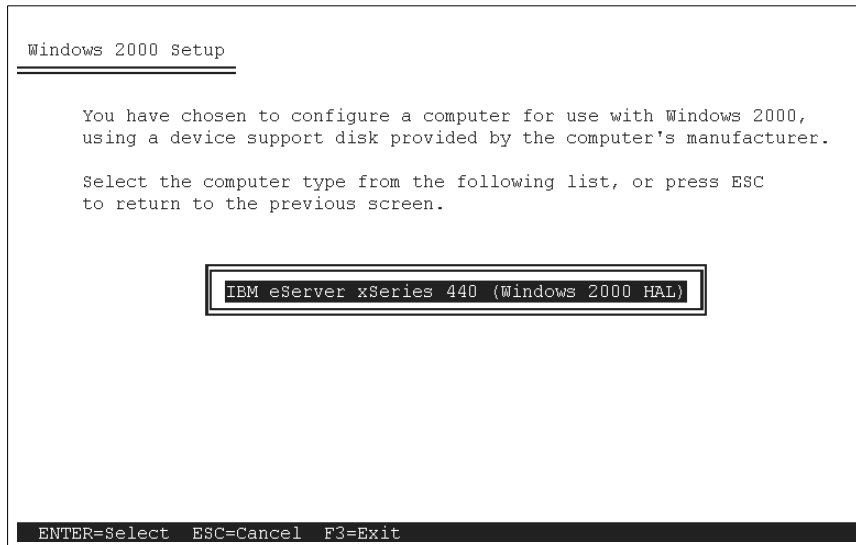 Windows 2000 Setup
You have chosen to configure a computer for use with Windows 2000,
using a device support disk provided by the computer's manufacturer.
Select the computer type from the following list, or press ESC
to return to the previous screen.
IBM eServer xSeries 440 (Windows 2000 HAL)
ENTER=Select ESC=Cancel F3=Exit